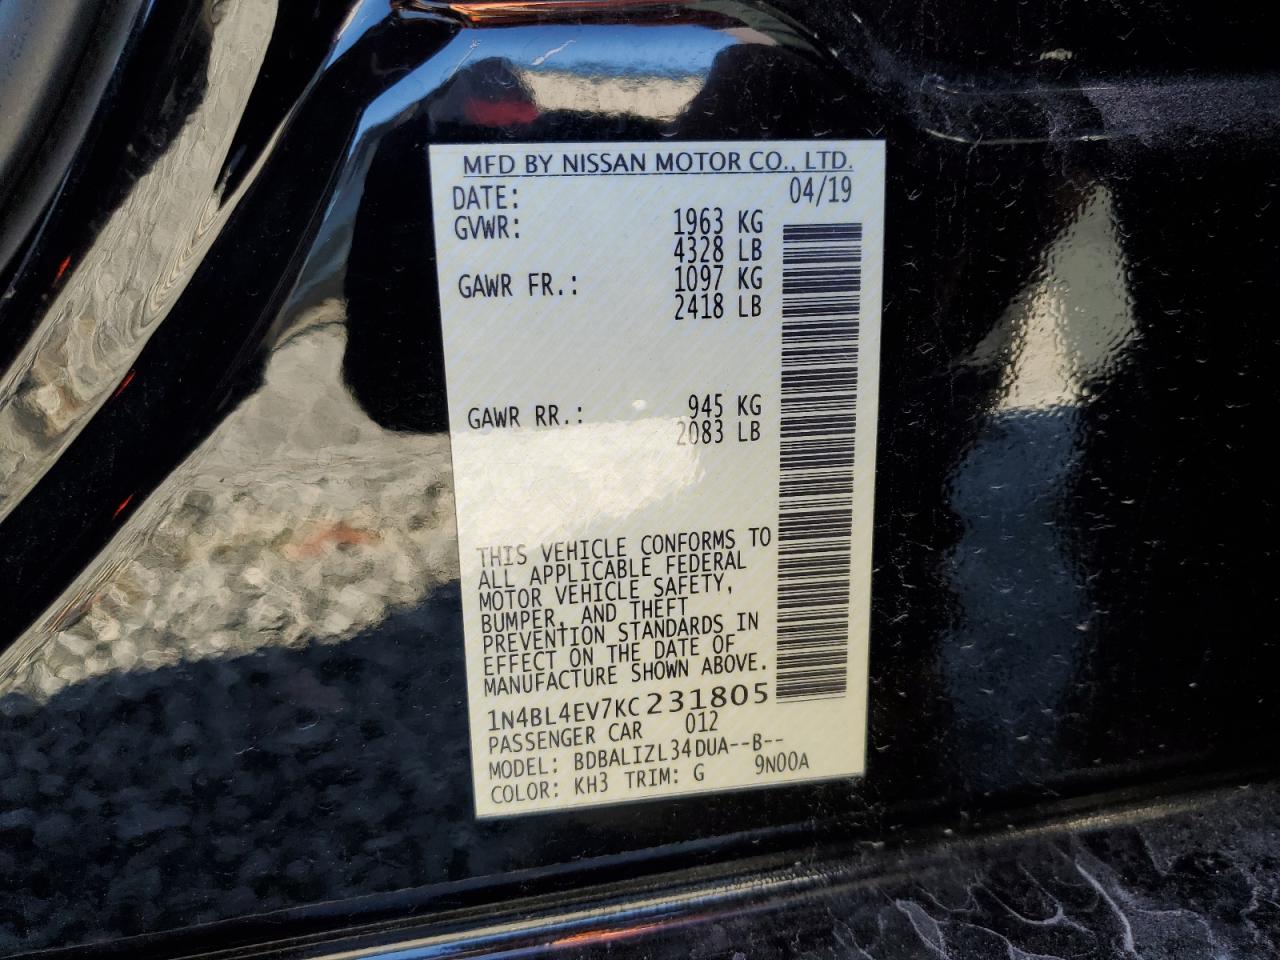 MFD BY NISSAN MOTOR CO., LTD.
DATE: 04/19
GVWR: 1963 KG
4328 LB
GAWR FR.: 1097 KG
2418 LB
GAWR RR.: 945 KG
2083 LB
THIS VEHICLE CONFORMS TO
ALL APPLICABLE FEDERAL
MOTOR VEHICLE SAFETY,
BUMPER, AND THEFT
PREVENTION STANDARDS IN
EFFECT ON THE DATE OF
MANUFACTURE SHOWN ABOVE.
1N4BL4EV7KC231805
PASSENGER CAR 012
MODEL: BDBALIZL34DUA--B--
COLOR: KH3 TRIM: G 9N00A